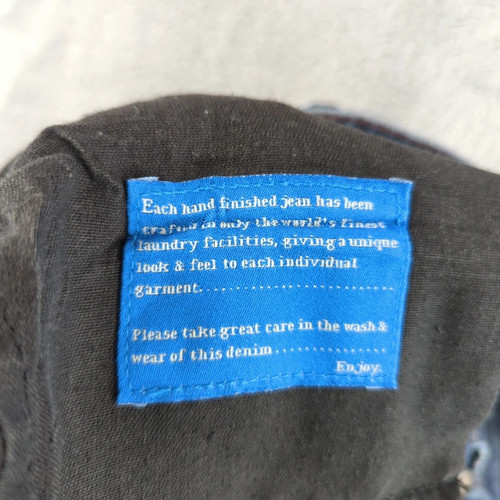 Each hand finished jean has been
crafted in only the world's finest
laundry facilities, giving a unique
look & feel to each individual
garment......................
Please take great care in the wash &
wear of this denim................
Enjoy.